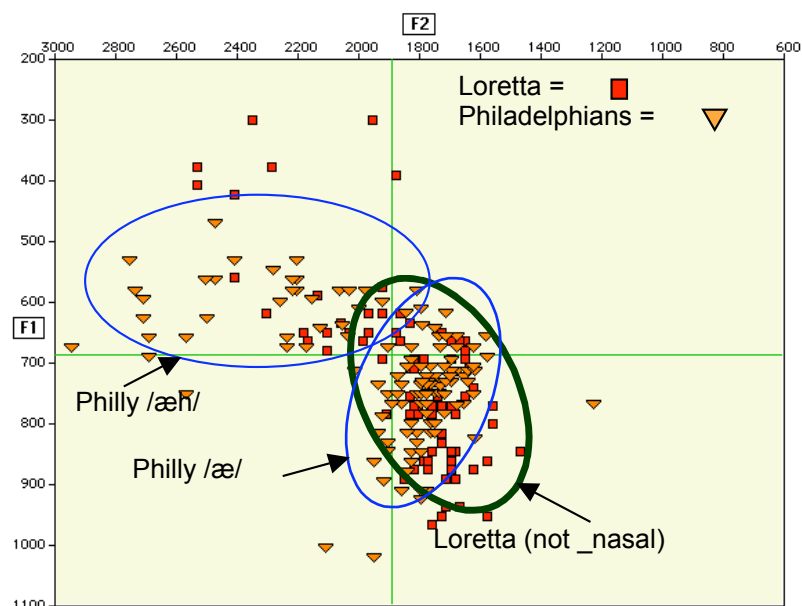 F2
3000 2800 2600 2400 2200 2000 1800 1600 1400 1200 1000 800 600
200
Loretta =
Philadelphians =
300
400
500
600
F1
700
Philly /æh/
800
Philly /æ/
900
Loretta (not _nasal)
1000
1100